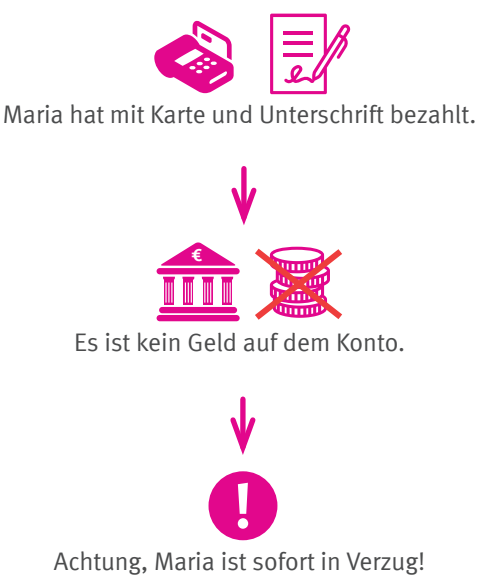 Maria hat mit Karte und Unterschrift bezahlt.
€
Es ist kein Geld auf dem Konto.
!
Achtung, Maria ist sofort in Verzug!